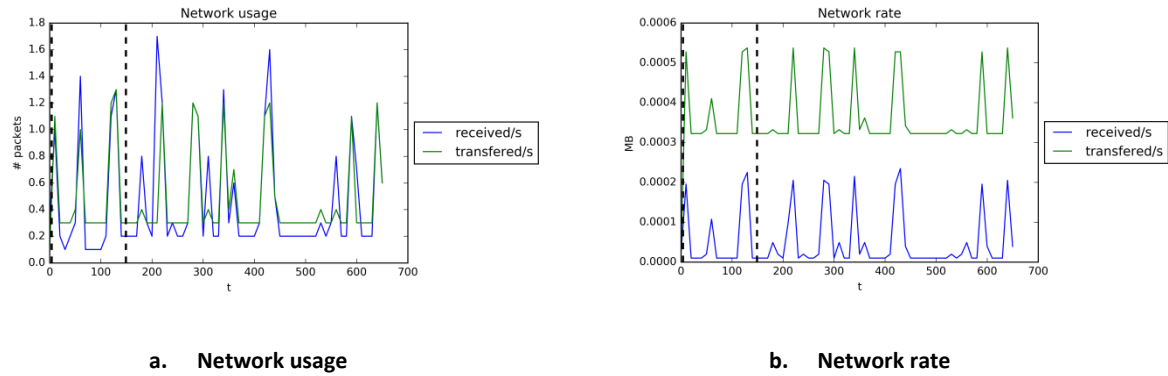 Network usage
1.8
1.6
1.4
1.2
1.0
0.8
0.6
0.4
0.2
0.0
# packets
0 100 200 300 400 500 600 700
t
received/s
transfered/s
a. Network usage
Network rate
0.0006
0.0005
0.0004
0.0003
0.0002
0.0001
0.0000
MB
0 100 200 300 400 500 600 700
t
received/s
transfered/s
b. Network rate